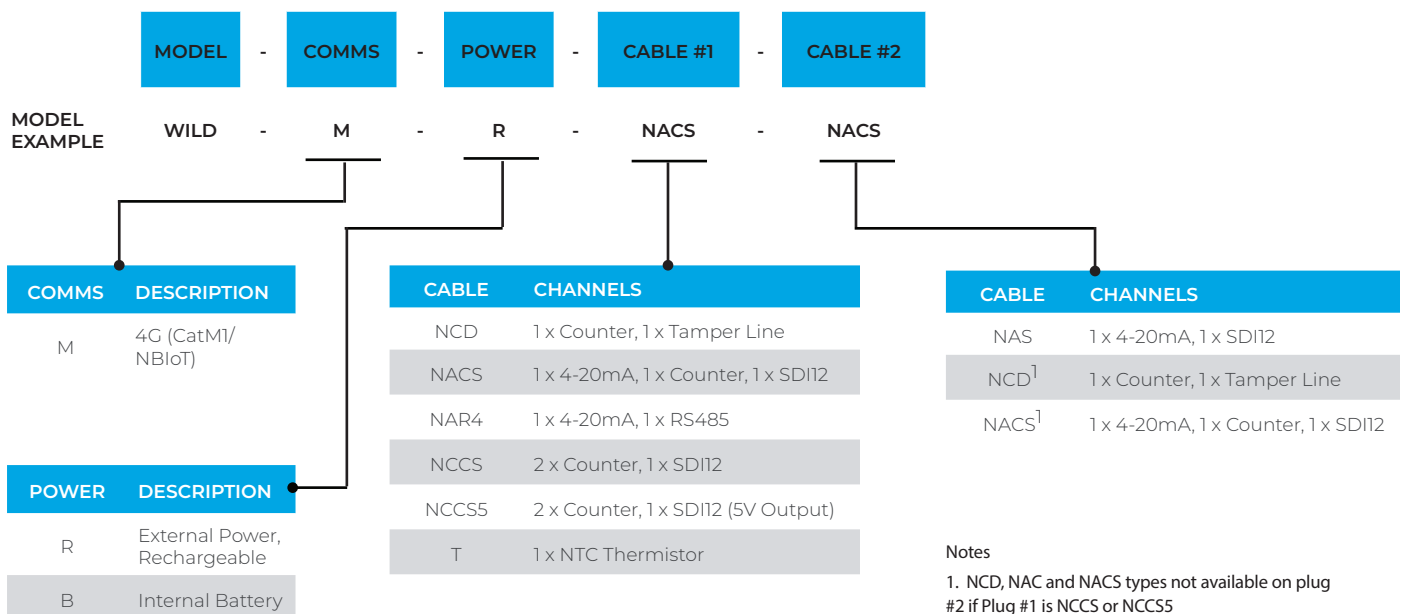 MODEL - COMMS - POWER - CABLE #1 - CABLE #2
MODEL
EXAMPLE
WILD - M - R - NACS - NACS
COMMS DESCRIPTION
M 4G (CatM1/
NBIoT)
POWER DESCRIPTION
R External Power,
Rechargeable
B Internal Battery
CABLE CHANNELS
NCD 1 x Counter, 1 x Tamper Line
NACS 1 x 4-20mA, 1 x Counter, 1 x SDI12
NAR4 1 x 4-20mA, 1 x RS485
NCCS 2 x Counter, 1 x SDI12
NCCS5 2 x Counter, 1 x SDI12 (5V Output)
T 1 x NTC Thermistor
CABLE CHANNELS
NAS 1 x 4-20mA, 1 x SDI12
NCD1 1 x Counter, 1 x Tamper Line
NACS1 1 x 4-20mA, 1 x Counter, 1 x SDI12
Notes
1. NCD, NAC and NACS types not available on plug
#2 if Plug #1 is NCCS or NCCS5